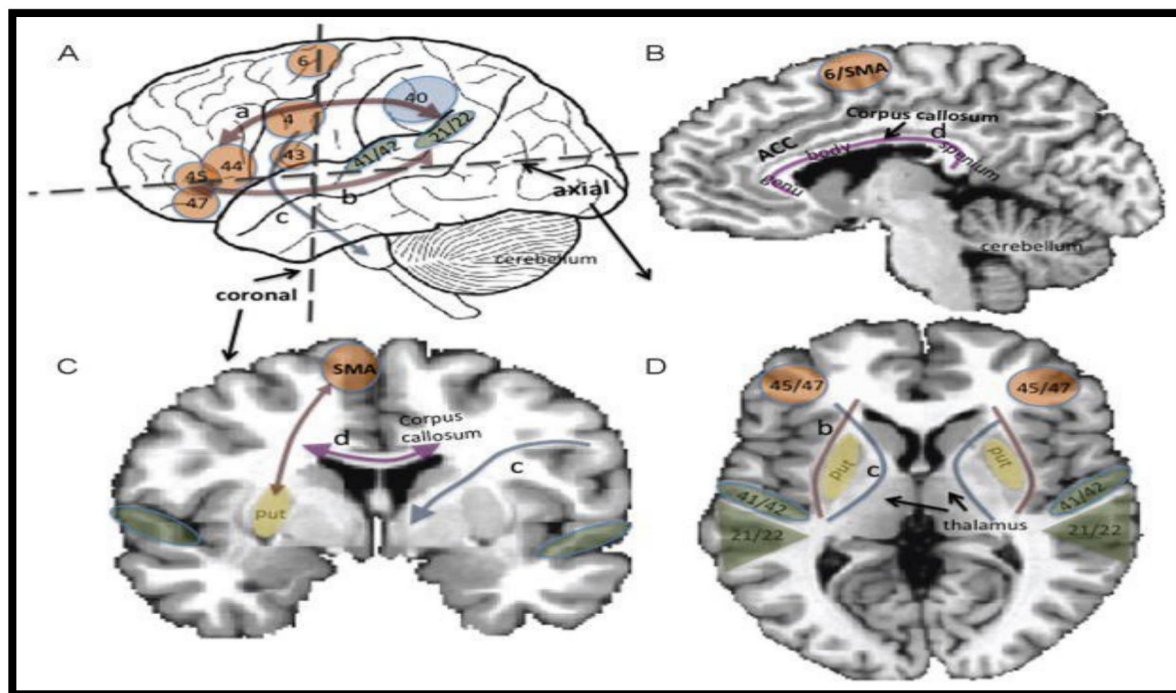 A
6
a
4
40
44
43
41/42
21/22
45
47
b
c
axial
cerebellum
coronal
B
6/SMA
Corpus callosum
d
ACC
body
genu
spenlum
cerebellum
C
SMA
Corpus
callosum
d
c
put
D
45/47
45/47
b
put
put
c
41/42
41/42
21/22
thalamus
21/22